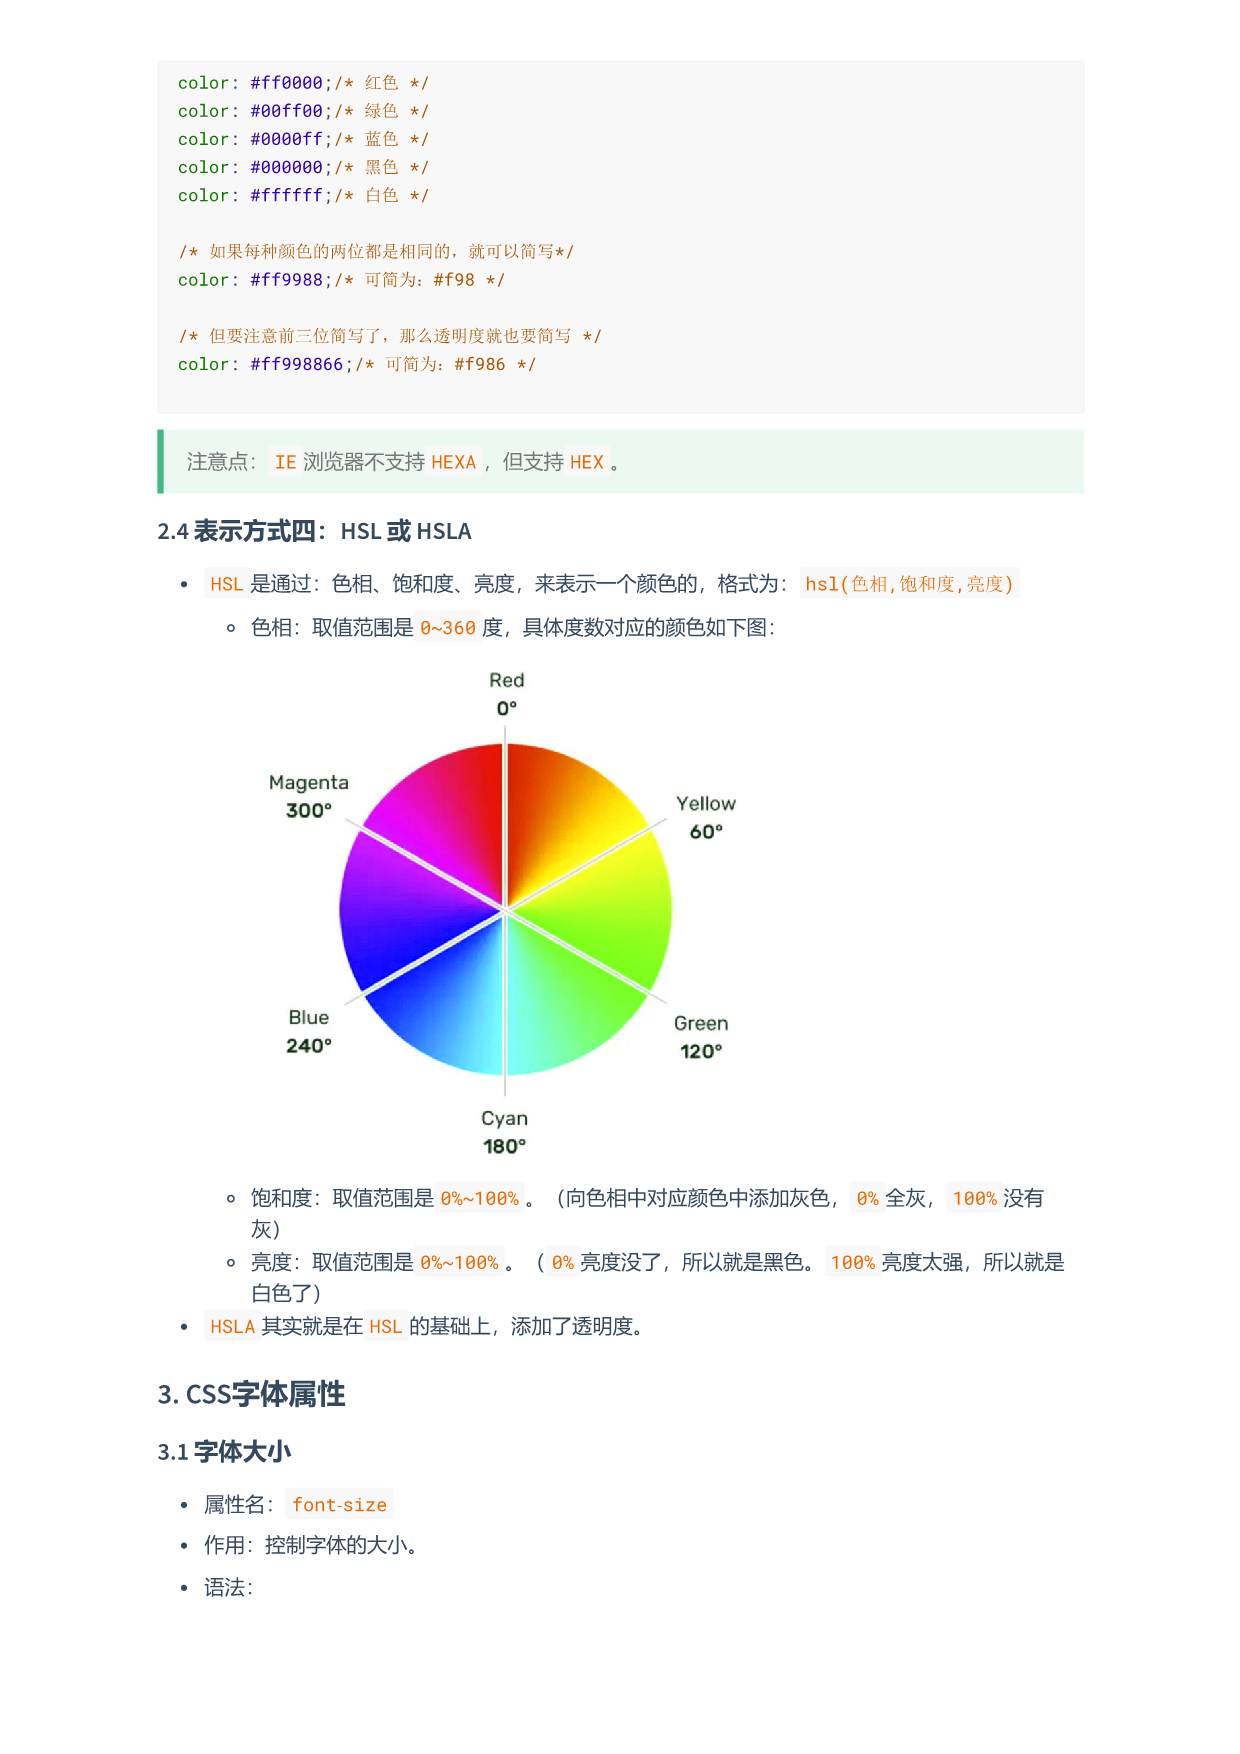 color: #ff0000;/* 红色 */
color: #00ff00;/* 绿色 */
color: #0000ff;/* 蓝色 */
color: #000000;/* 黑色 */
color: #ffffff;/* 白色 */
/* 如果每种颜色的两位都是相同的，就可以简写*/
color: #ff9988;/* 可简为：#f98 */
/* 但要注意前三位简写了，那么透明度就也要简写 */
color: #ff998866;/* 可简为：#f986 */
注意点： IE 浏览器不支持 HEXA ，但支持 HEX 。
2.4 表示方式四：HSL 或 HSLA
• HSL 是通过：色相、饱和度、亮度，来表示一个颜色的，格式为： hsl(色相,饱和度,亮度)
◦ 色相：取值范围是 0~360 度，具体度数对应的颜色如下图：
Red
0°
Magenta
300°
Yellow
60°
Blue
240°
Green
120°
Cyan
180°
◦ 饱和度：取值范围是 0%~100% 。（向色相中对应颜色中添加灰色， 0% 全灰， 100% 没有
灰）
◦ 亮度：取值范围是 0%~100% 。（ 0% 亮度没了，所以就是黑色。 100% 亮度太强，所以就是
白色了）
• HSLA 其实就是在 HSL 的基础上，添加了透明度。
3. CSS字体属性
3.1 字体大小
• 属性名： font-size
• 作用：控制字体的大小。
• 语法：